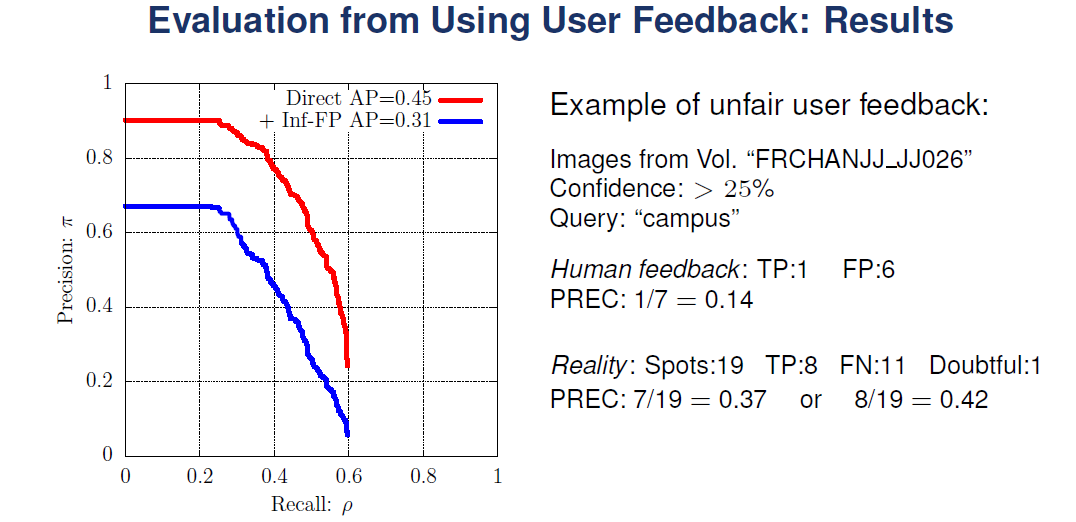 Evaluation from Using User Feedback: Results
1
0.8
0.6
0.4
0.2
0
0 0.2 0.4 0.6 0.8 1
Precision: π
Recall: ρ
Direct AP=0.45
+ Inf-FP AP=0.31
Example of unfair user feedback:
Images from Vol. “FRCHANJJ_JJ026”
Confidence: > 25%
Query: “campus”
Human feedback: TP:1 FP:6
PREC: 1/7 = 0.14
Reality: Spots:19 TP:8 FN:11 Doubtful:1
PREC: 7/19 = 0.37 or 8/19 = 0.42